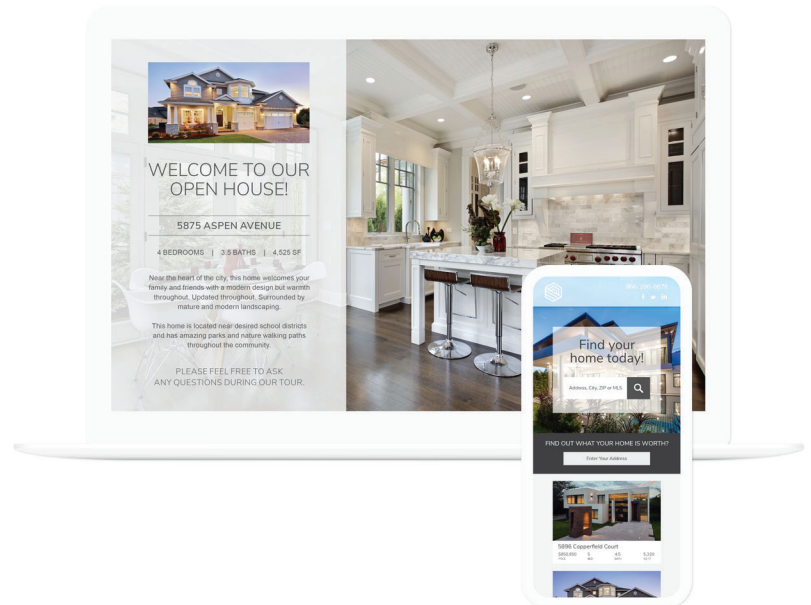 WELCOME TO OUR
OPEN HOUSE!
5875 ASPEN AVENUE
4 BEDROOMS | 3.5 BATHS | 4,525 SF
Near the heart of the city, this home welcomes your
family and friends with a modern design but warmth
throughout. Updated throughout. Surrounded by
mature and modern landscaping.
This home is located near desired school districts
and has amazing parks and nature walking paths
throughout the community.
PLEASE FEEL FREE TO ASK
ANY QUESTIONS DURING OUR TOUR.
Find your
home today!
Address, City, ZIP or MLS
FIND OUT WHAT YOUR HOME IS WORTH?
Enter Your Address
5896 Copperfield Court